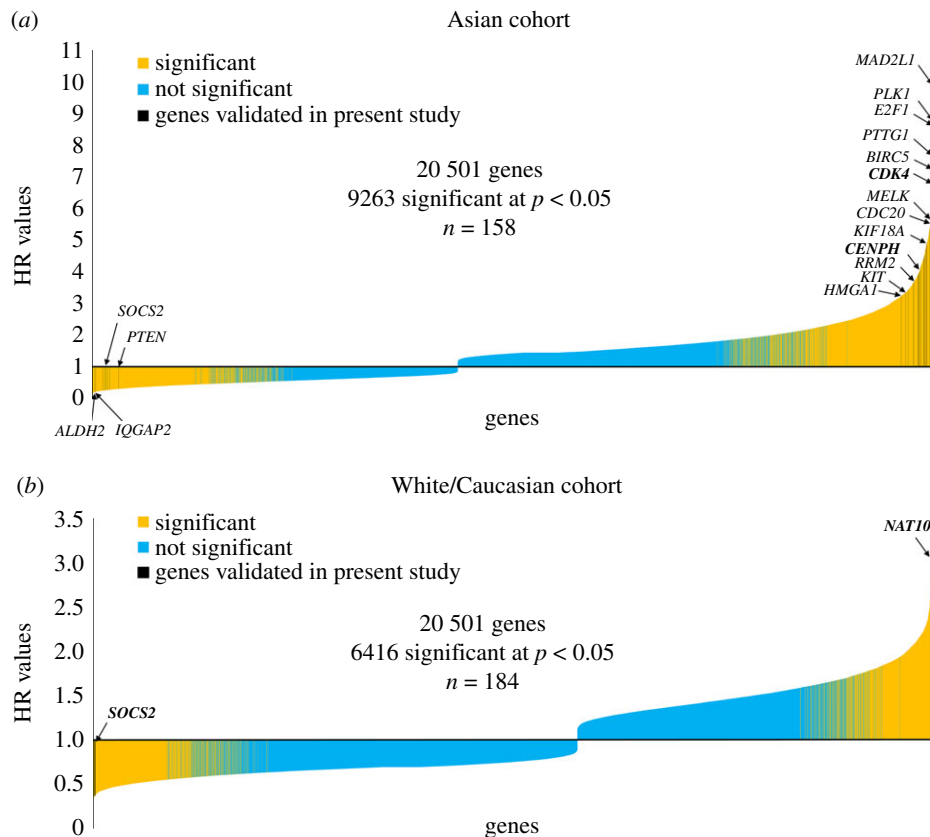 (a) Asian cohort
HR values
11
10
9
8
7
6
5
4
3
2
1
0
significant
not significant
genes validated in present study
20 501 genes
9263 significant at p < 0.05
n = 158
MAD2L1
PLK1
E2F1
PTTG1
BIRC5
CDK4
MELK
CDC20
KIF18A
CENPH
RRM2
KIT
HMGA1
SOCS2
PTEN
ALDH2 IQGAP2
genes
(b) White/Caucasian cohort
HR values
3.5
3.0
2.5
2.0
1.5
1.0
0.5
0
significant
not significant
genes validated in present study
20 501 genes
6416 significant at p < 0.05
n = 184
NAT10
SOCS2
genes